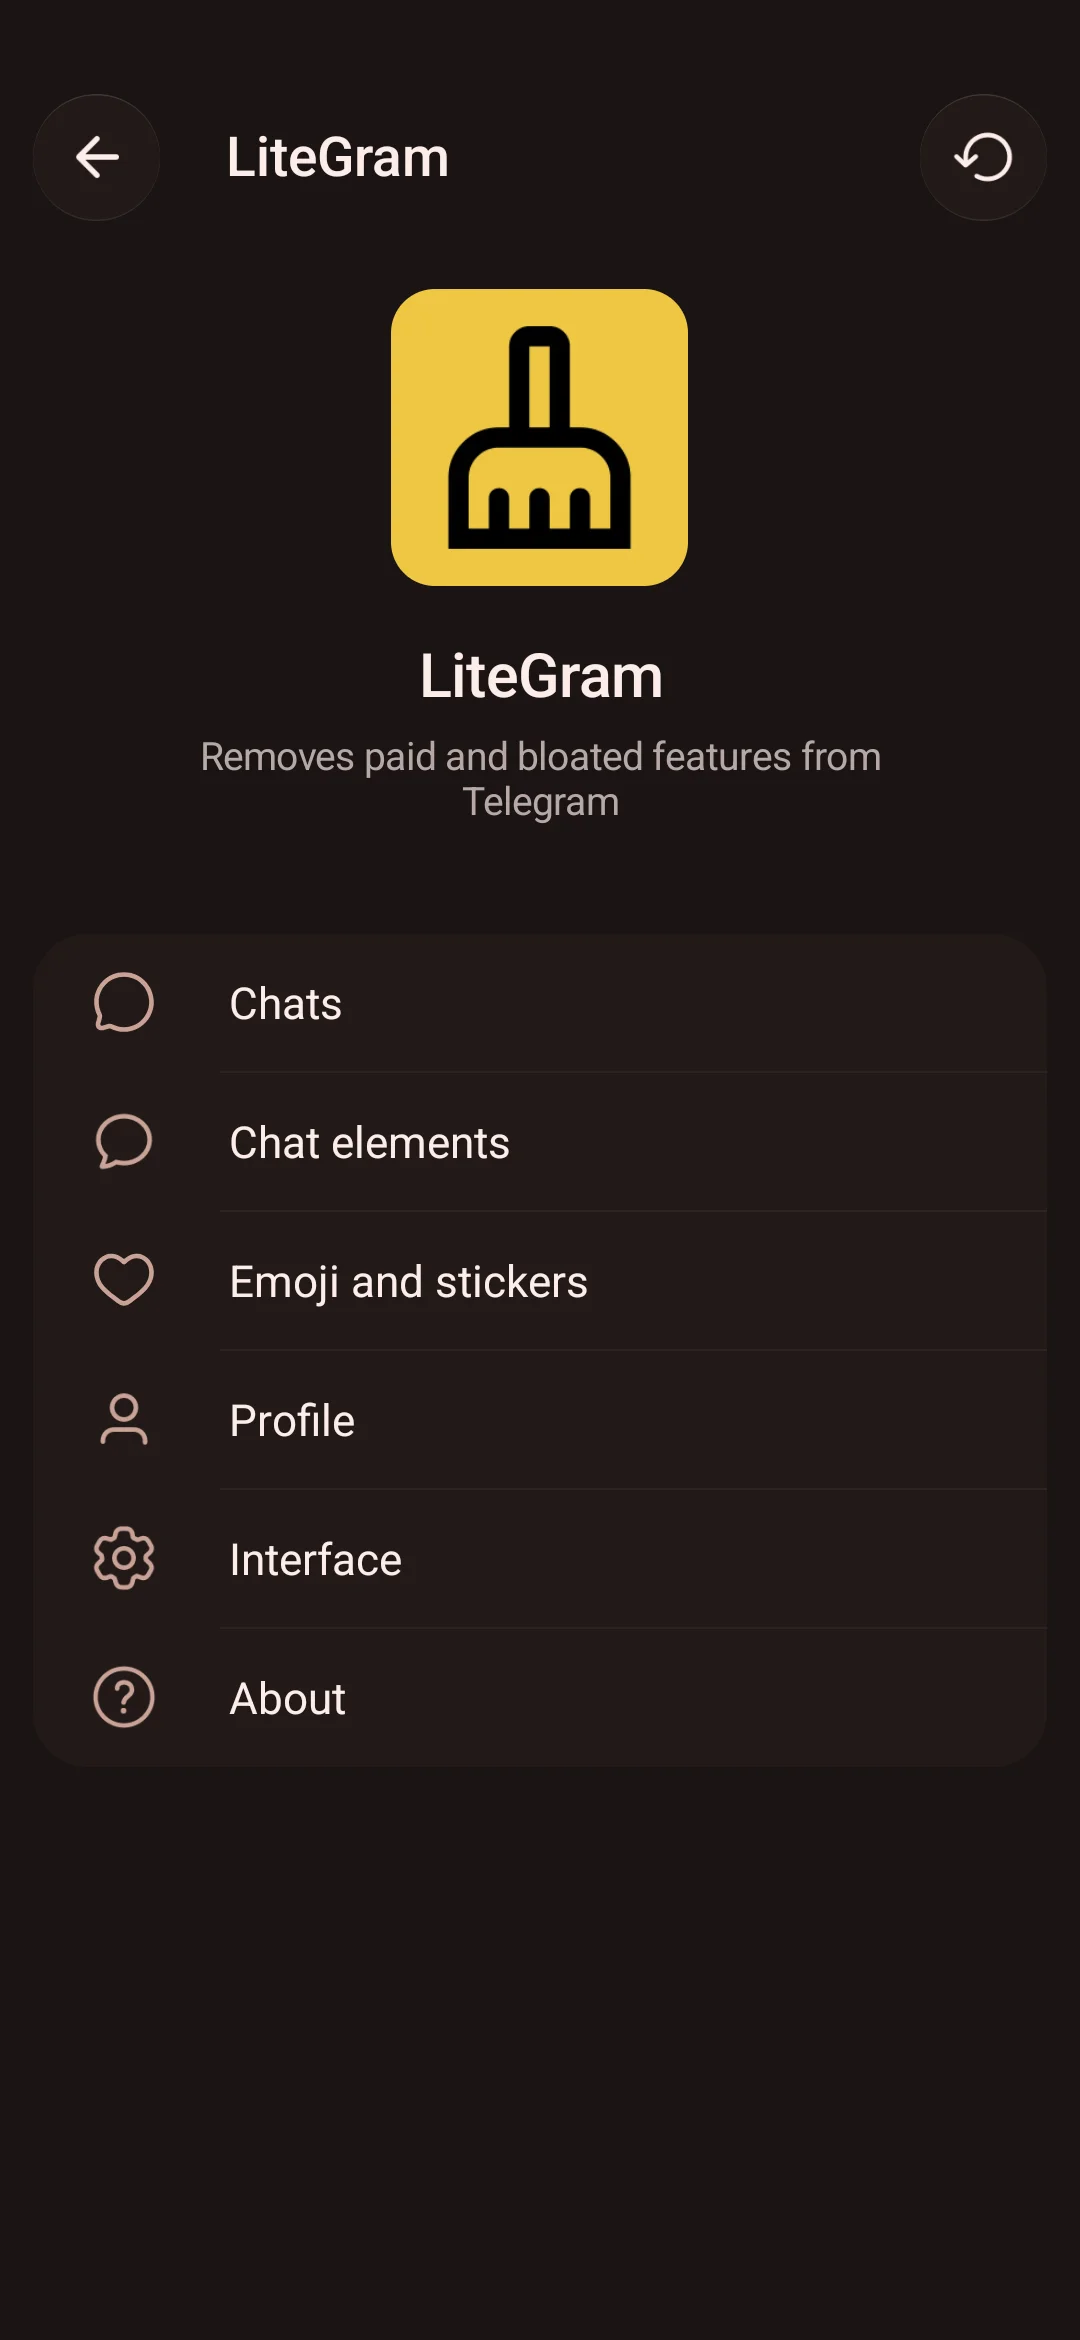 LiteGram
LiteGram
Removes paid and bloated features from
Telegram
Chats
Chat elements
Emoji and stickers
Profile
Interface
About